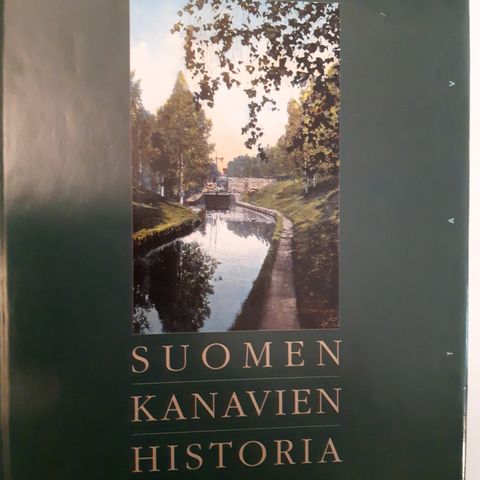 SUOMEN
KANAVIEN
HISTORIA
T A V